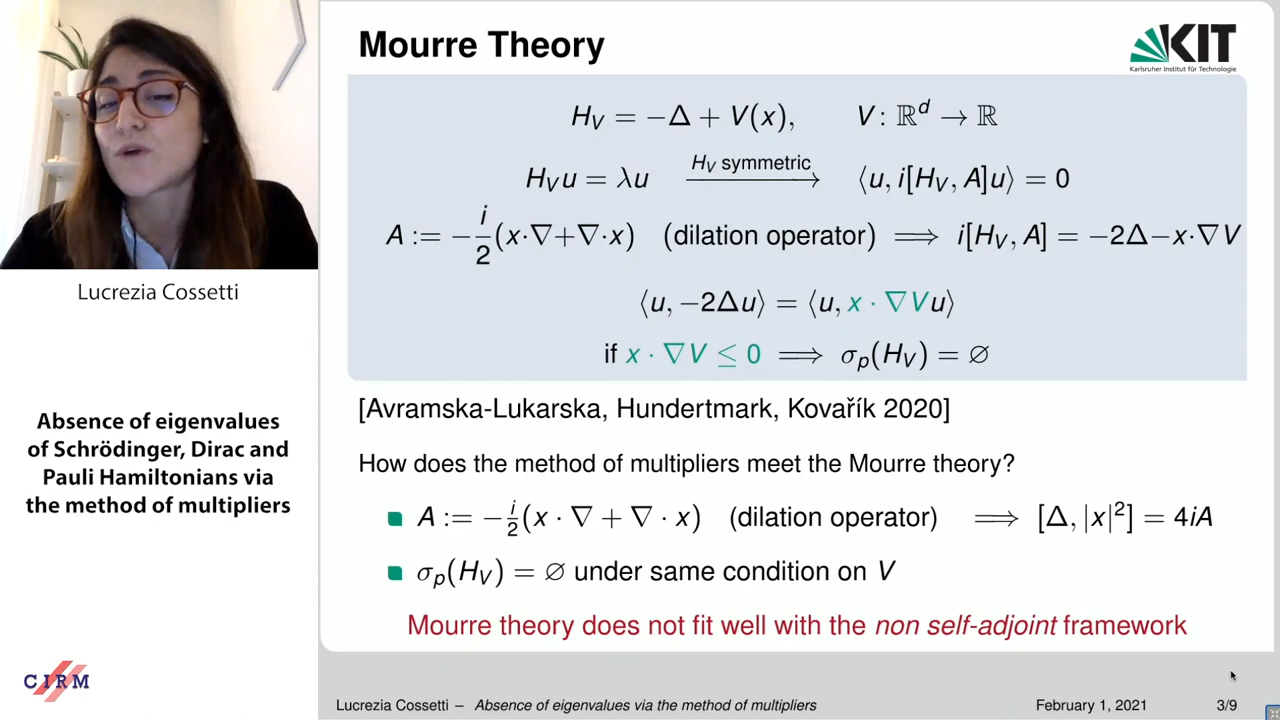 Mourre Theory
KIT
Karlsruher Institut für Technologie
H_V = −Δ + V(x), V: ℝ^d → ℝ
H_V u = λu H_V symmetric ⟶ ⟨u, i[H_V, A]u⟩ = 0
A := −i/2(x·∇+∇·x) (dilation operator) ⟹ i[H_V, A] = −2Δ−x·∇V
⟨u, −2Δu⟩ = ⟨u, x · ∇Vu⟩
if x · ∇V ≤ 0 ⟹ σ_p(H_V) = ∅
[Avramska-Lukarska, Hundertmark, Kovařík 2020]
How does the method of multipliers meet the Mourre theory?
A := −i/2(x · ∇ + ∇ · x) (dilation operator) ⟹ [Δ, |x|²] = 4iA
σ_p(H_V) = ∅ under same condition on V
Mourre theory does not fit well with the non self-adjoint framework
Lucrezia Cossetti – Absence of eigenvalues via the method of multipliers
February 1, 2021
3/9
Lucrezia Cossetti
Absence of eigenvalues
of Schrödinger, Dirac and
Pauli Hamiltonians via
the method of multipliers
CIRM